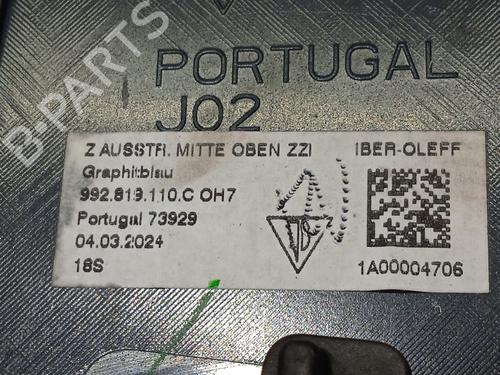 B-PARTS
PORTUGAL
J02
Z AUSSTR. MITTE OBEN ZZI IBER-OLEFF
Graphitblau
992.819.110.C OH7
Portugal 73929
04.03.2024
18S 1A00004706